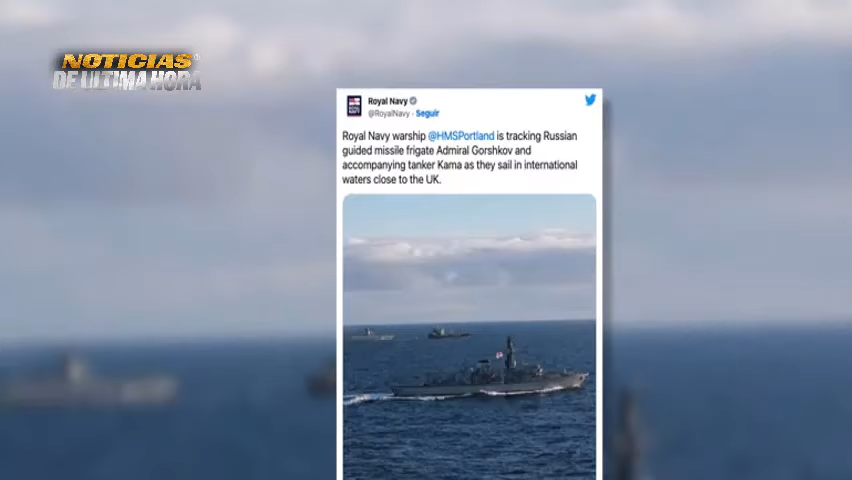 NOTICIAS
DE ÚLTIMA HORA
Royal Navy
@RoyalNavy · Seguir
Royal Navy warship @HMSPortland is tracking Russian
guided missile frigate Admiral Gorshkov and
accompanying tanker Kama as they sail in international
waters close to the UK.